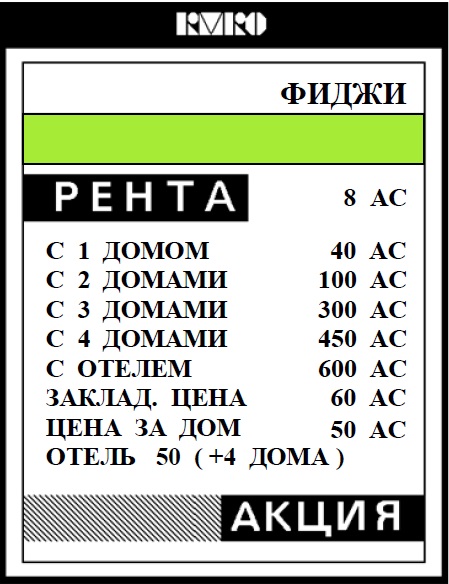 ЯМКО
ФИДЖИ
РЕНТА 8 АС
С 1 ДОМОМ 40 АС
С 2 ДОМАМИ 100 АС
С 3 ДОМАМИ 300 АС
С 4 ДОМАМИ 450 АС
С ОТЕЛЕМ 600 АС
ЗАКЛАД. ЦЕНА 60 АС
ЦЕНА ЗА ДОМ 50 АС
ОТЕЛЬ 50 ( +4 ДОМА )
АКЦИЯ